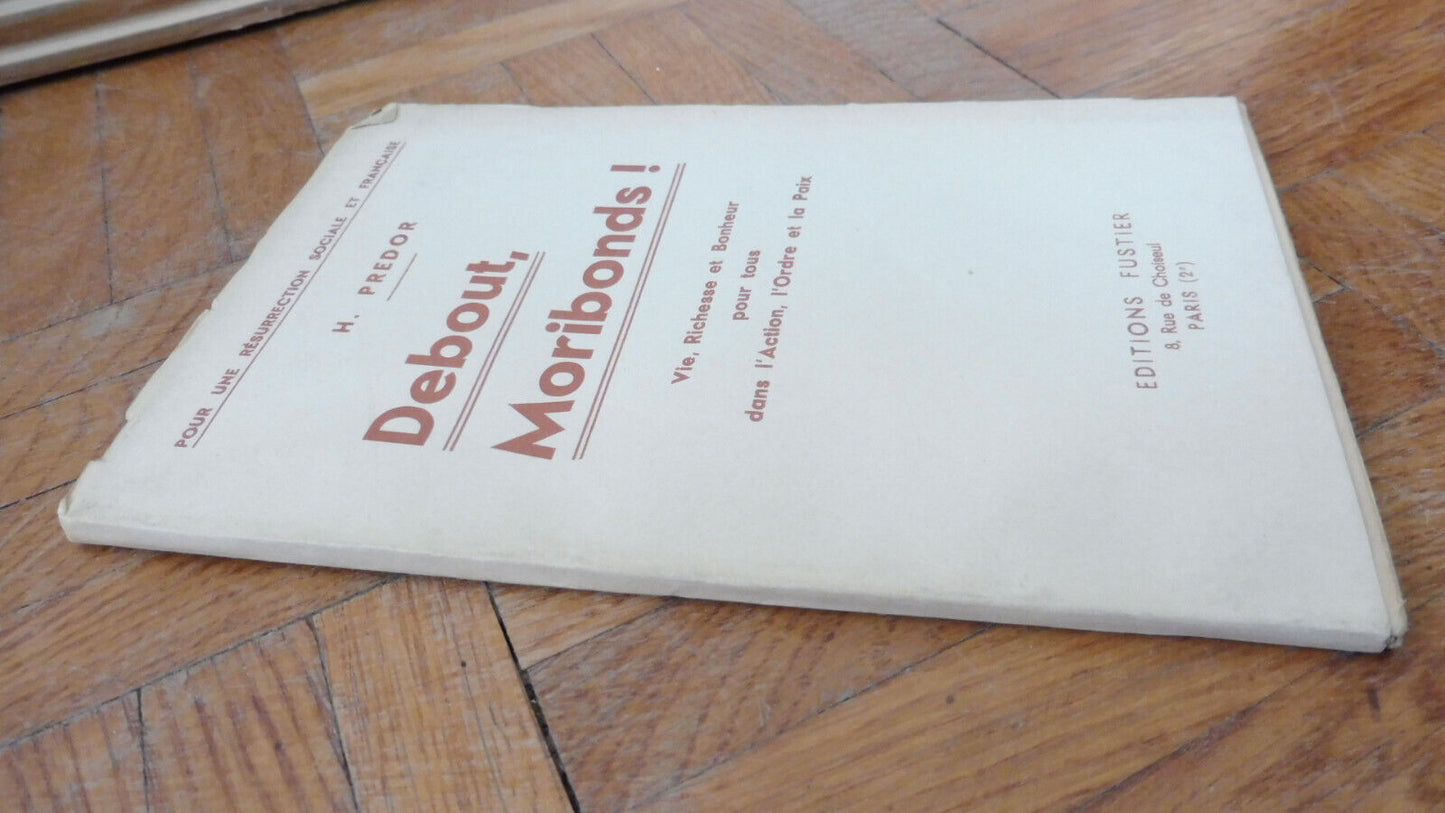 POUR UNE RÉSURRECTION SOCIALE ET FRANÇAISE
H. PREDOR
Debout,
Moribonds !
Vie, Richesse et Bonheur
pour tous
dans l'Action, l'Ordre et la Paix
EDITIONS FUSTIER
8, Rue de Choiseul
PARIS (2ᵉ)